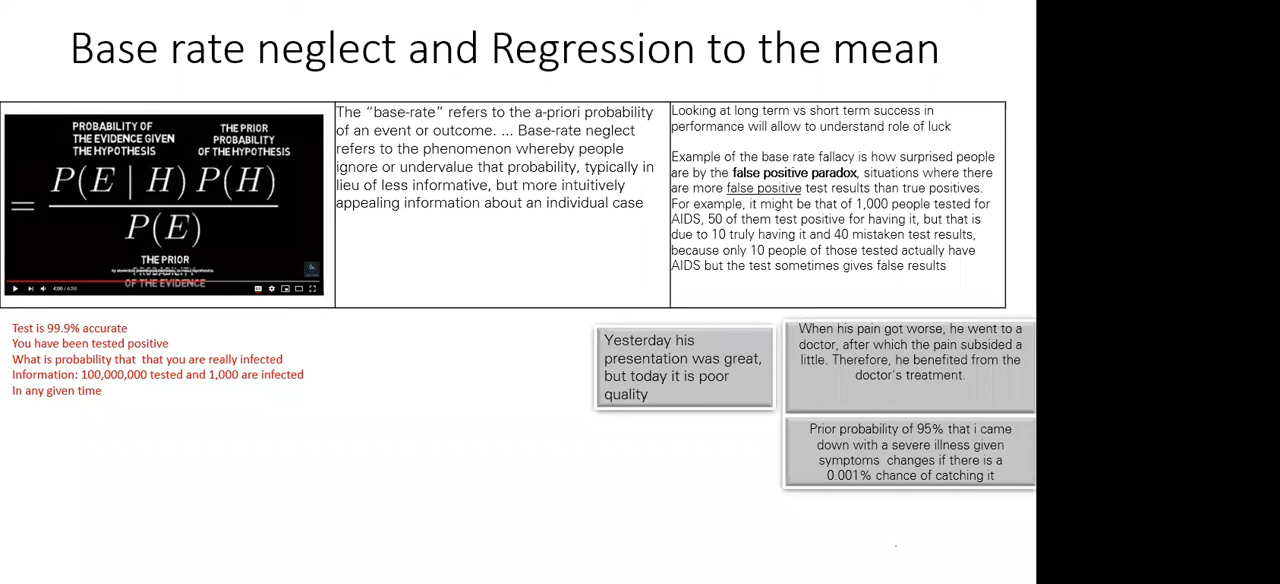 Base rate neglect and Regression to the mean
PROBABILITY OF
THE EVIDENCE GIVEN
THE HYPOTHESIS
THE PRIOR
PROBABILITY
OF THE HYPOTHESIS
= P(E | H) P(H)
P(E)
THE PRIOR
PROBABILITY
OF THE EVIDENCE
4:00 / 6:20
The “base-rate” refers to the a-priori probability
of an event or outcome. ... Base-rate neglect
refers to the phenomenon whereby people
ignore or undervalue that probability, typically in
lieu of less informative, but more intuitively
appealing information about an individual case
Looking at long term vs short term success in
performance will allow to understand role of luck
Example of the base rate fallacy is how surprised people
are by the false positive paradox, situations where there
are more false positive test results than true positives.
For example, it might be that of 1,000 people tested for
AIDS, 50 of them test positive for having it, but that is
due to 10 truly having it and 40 mistaken test results,
because only 10 people of those tested actually have
AIDS but the test sometimes gives false results
Test is 99.9% accurate
You have been tested positive
What is probability that that you are really infected
Information: 100,000,000 tested and 1,000 are infected
In any given time
Yesterday his
presentation was great,
but today it is poor
quality
When his pain got worse, he went to a
doctor, after which the pain subsided a
little. Therefore, he benefited from the
doctor's treatment.
Prior probability of 95% that i came
down with a severe illness given
symptoms changes if there is a
0.001% chance of catching it